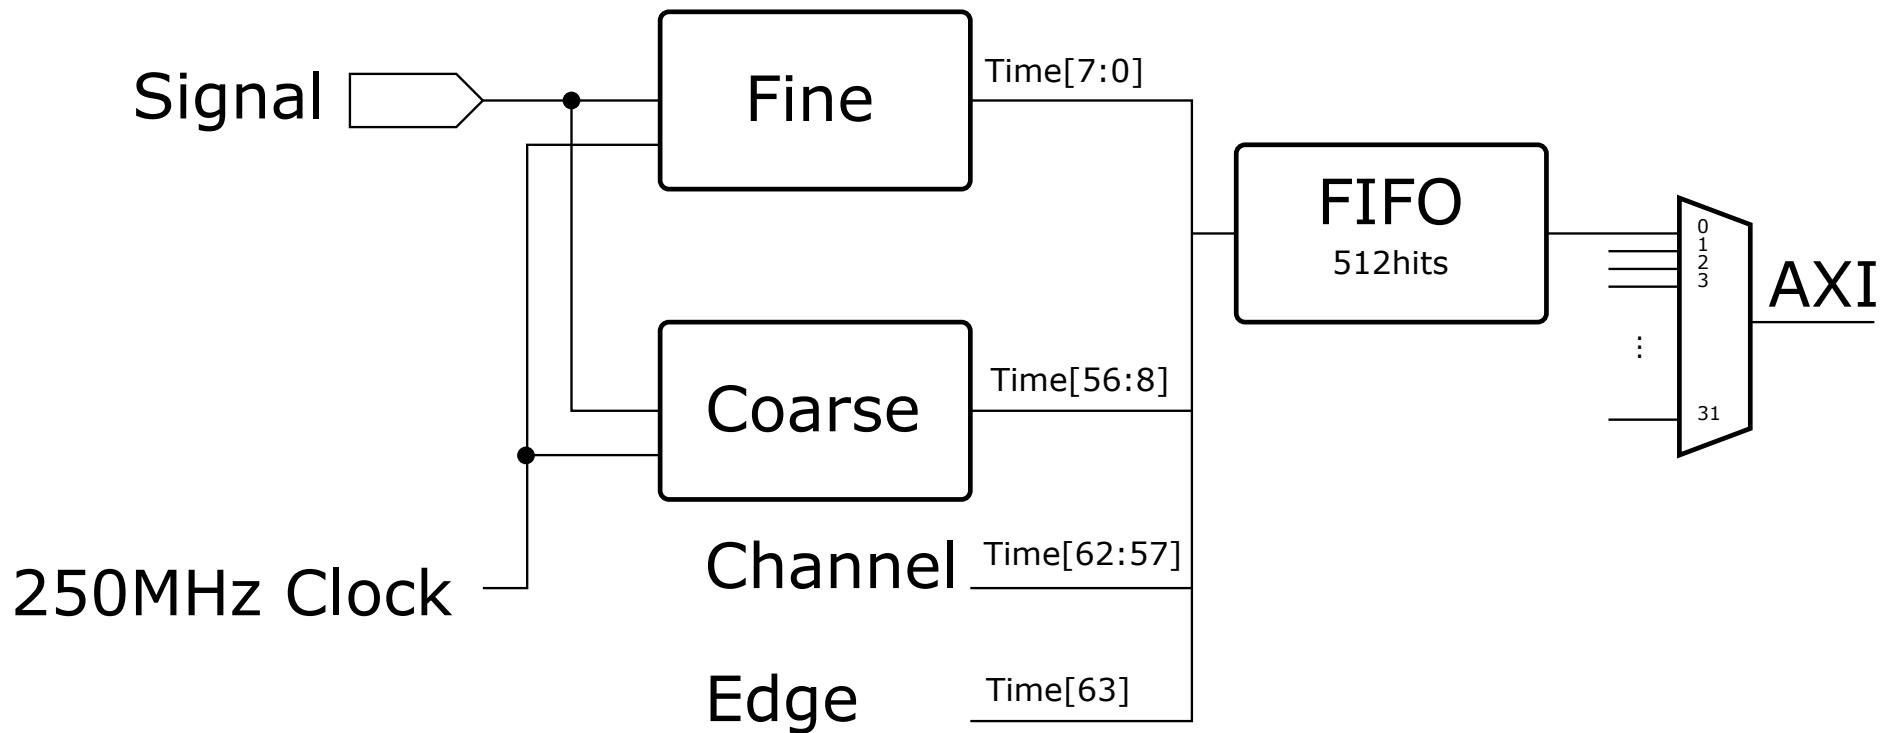 Signal
Fine
Time[7:0]
FIFO
512hits
0
1
2
3
⋮
31
AXI
Coarse
Time[56:8]
Channel
Time[62:57]
250MHz Clock
Edge
Time[63]